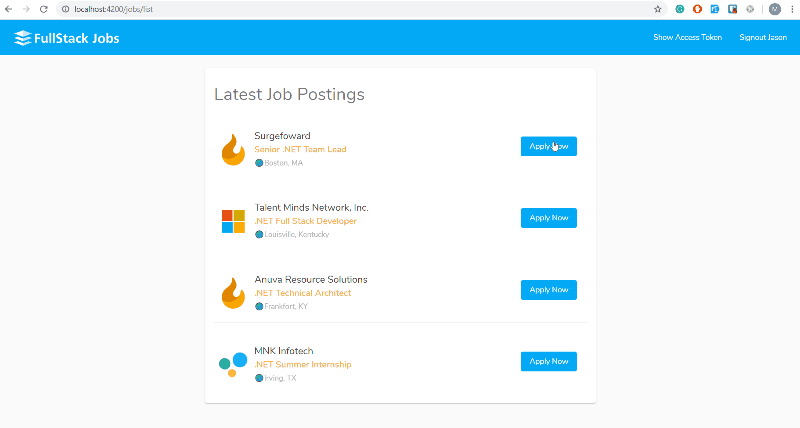 localhost:4200/jobs/list
M
FullStack Jobs
Show Access Token
Signout Jason
Latest Job Postings
Surgefoward
Senior .NET Team Lead
Boston, MA
Apply Now
Talent Minds Network, Inc.
.NET Full Stack Developer
Louisville, Kentucky
Apply Now
Anuva Resource Solutions
.NET Technical Architect
Frankfort, KY
Apply Now
MNK Infotech
.NET Summer Internship
Irving, TX
Apply Now